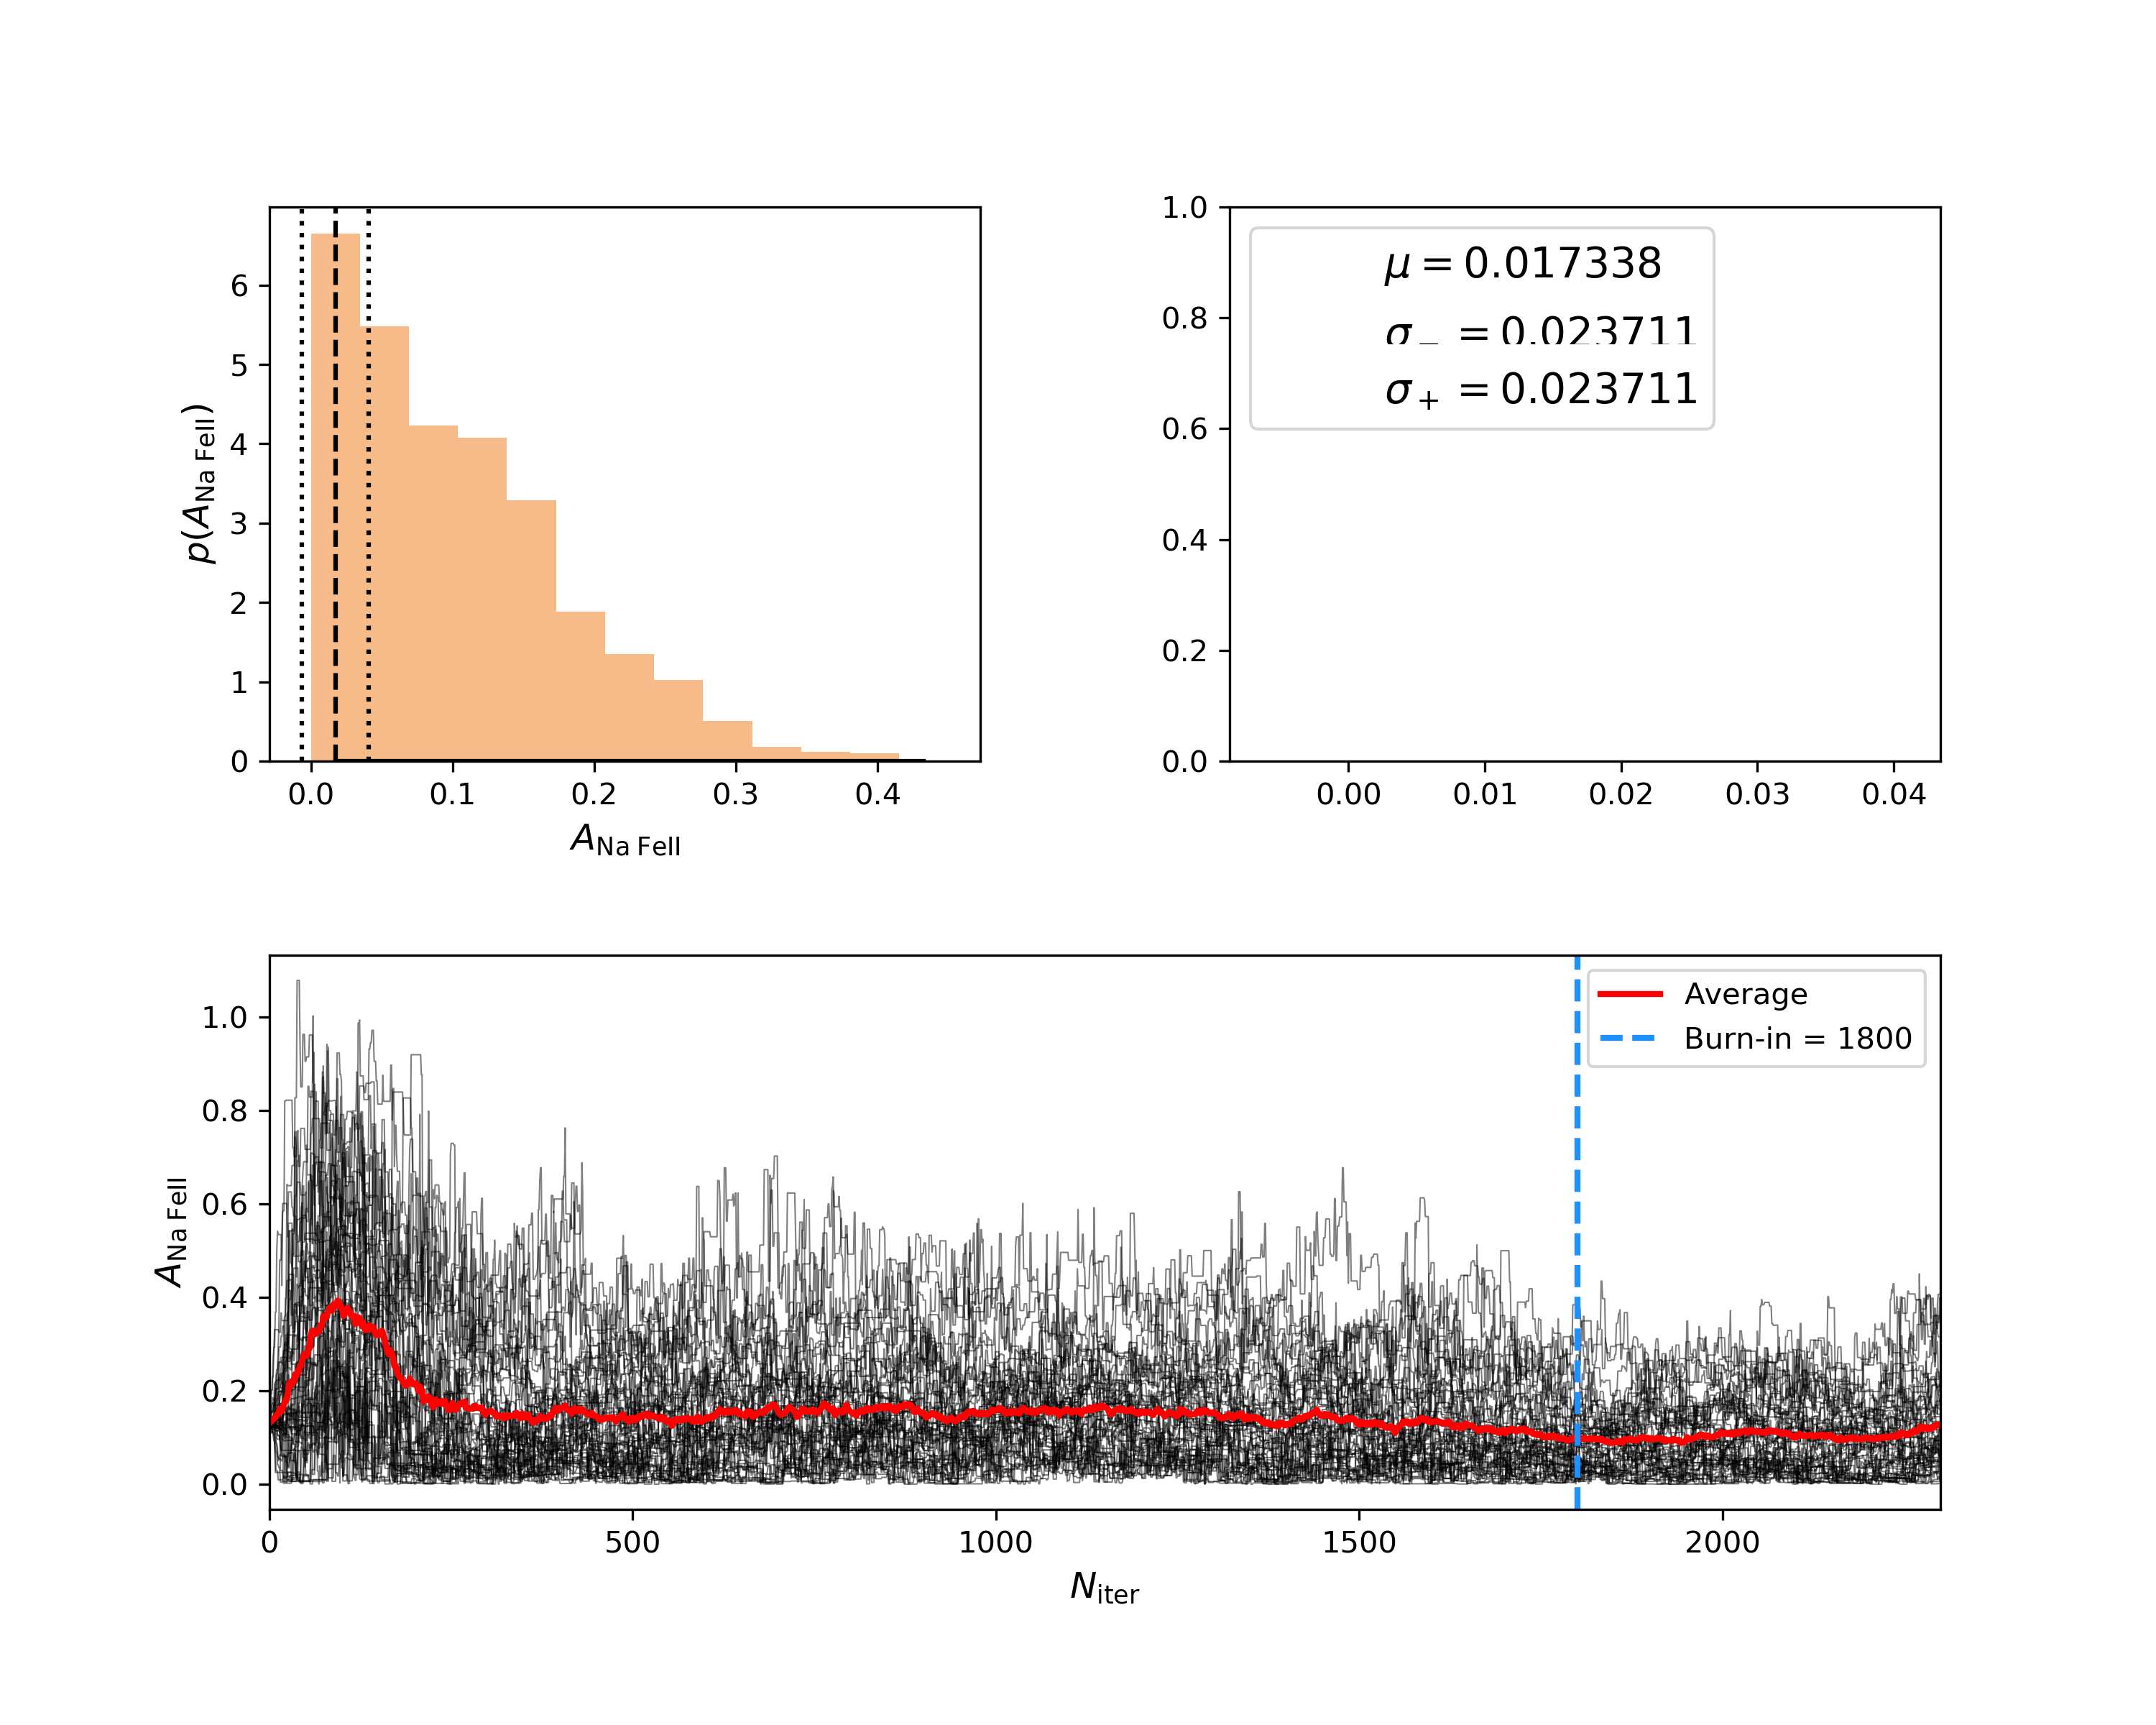 6
5
4
3
2
1
0
p(A_Na FeII)
0.0 0.1 0.2 0.3 0.4
A_Na FeII
1.0
0.8
0.6
0.4
0.2
0.0
μ = 0.017338
σ_− = 0.023711
σ_+ = 0.023711
0.00 0.01 0.02 0.03 0.04
1.0
0.8
0.6
0.4
0.2
0.0
A_Na FeII
Average
Burn-in = 1800
0 500 1000 1500 2000
N_iter